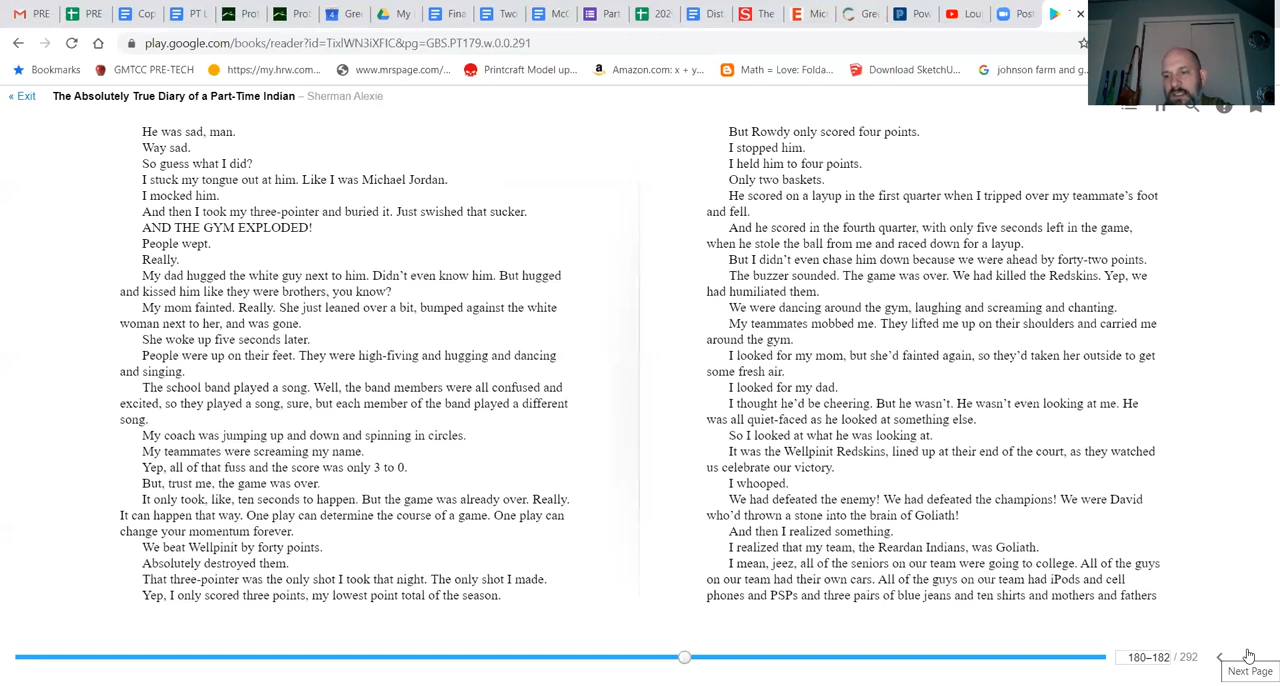 PRE
PRE
Cop
PT L
Prof
Prof
Gree
My
Fina
Two
McC
Part
202
Dist
The
Mic
Gre
Pow
Lou
Post
play.google.com/books/reader?id=TixlWN3iXFIC&pg=GBS.PT179.w.0.0.291
Bookmarks
GMTCC PRE-TECH
https://my.hrw.com...
www.mrspage.com/...
Printcraft Model up...
Amazon.com: x + y...
Math = Love: Folda...
Download SketchU...
johnson farm and g...
« Exit The Absolutely True Diary of a Part-Time Indian – Sherman Alexie
He was sad, man.
Way sad.
So guess what I did?
I stuck my tongue out at him. Like I was Michael Jordan.
I mocked him.
And then I took my three-pointer and buried it. Just swished that sucker.
AND THE GYM EXPLODED!
People wept.
Really.
My dad hugged the white guy next to him. Didn't even know him. But hugged
and kissed him like they were brothers, you know?
My mom fainted. Really. She just leaned over a bit, bumped against the white
woman next to her, and was gone.
She woke up five seconds later.
People were up on their feet. They were high-fiving and hugging and dancing
and singing.
The school band played a song. Well, the band members were all confused and
excited, so they played a song, sure, but each member of the band played a different
song.
My coach was jumping up and down and spinning in circles.
My teammates were screaming my name.
Yep, all of that fuss and the score was only 3 to 0.
But, trust me, the game was over.
It only took, like, ten seconds to happen. But the game was already over. Really.
It can happen that way. One play can determine the course of a game. One play can
change your momentum forever.
We beat Wellpinit by forty points.
Absolutely destroyed them.
That three-pointer was the only shot I took that night. The only shot I made.
Yep, I only scored three points, my lowest point total of the season.
But Rowdy only scored four points.
I stopped him.
I held him to four points.
Only two baskets.
He scored on a layup in the first quarter when I tripped over my teammate's foot
and fell.
And he scored in the fourth quarter, with only five seconds left in the game,
when he stole the ball from me and raced down for a layup.
But I didn't even chase him down because we were ahead by forty-two points.
The buzzer sounded. The game was over. We had killed the Redskins. Yep, we
had humiliated them.
We were dancing around the gym, laughing and screaming and chanting.
My teammates mobbed me. They lifted me up on their shoulders and carried me
around the gym.
I looked for my mom, but she'd fainted again, so they'd taken her outside to get
some fresh air.
I looked for my dad.
I thought he'd be cheering. But he wasn't. He wasn't even looking at me. He
was all quiet-faced as he looked at something else.
So I looked at what he was looking at.
It was the Wellpinit Redskins, lined up at their end of the court, as they watched
us celebrate our victory.
I whooped.
We had defeated the enemy! We had defeated the champions! We were David
who'd thrown a stone into the brain of Goliath!
And then I realized something.
I realized that my team, the Reardan Indians, was Goliath.
I mean, jeez, all of the seniors on our team were going to college. All of the guys
on our team had their own cars. All of the guys on our team had iPods and cell
phones and PSPs and three pairs of blue jeans and ten shirts and mothers and fathers
180–182 / 292
Next Page